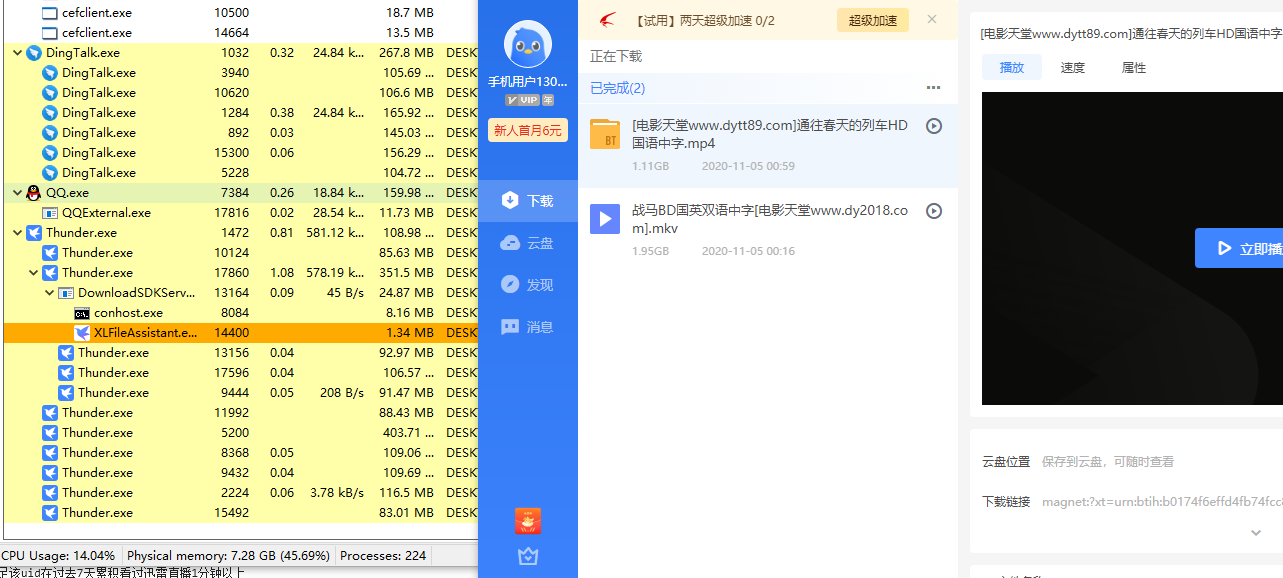 cefclient.exe 10500 18.7 MB
cefclient.exe 14664 13.5 MB
DingTalk.exe 1032 0.32 24.84 k... 267.8 MB DESK
DingTalk.exe 3940 105.69 ... DESK
DingTalk.exe 10620 106.6 MB DESK
DingTalk.exe 1284 0.38 24.84 k... 165.92 ... DESK
DingTalk.exe 892 0.03 145.03 ... DESK
DingTalk.exe 15300 0.06 156.29 ... DESK
DingTalk.exe 5228 104.72 ... DESK
QQ.exe 7384 0.26 18.84 k... 159.98 ... DESK
QQExternal.exe 17816 0.02 28.54 k... 11.73 MB DESK
Thunder.exe 1472 0.81 581.12 k... 108.98 ... DESK
Thunder.exe 10124 85.63 MB DESK
Thunder.exe 17860 1.08 578.19 k... 351.5 MB DESK
DownloadSDKServ... 13164 0.09 45 B/s 24.87 MB DESK
conhost.exe 8084 8.16 MB DESK
XLFileAssistant.e... 14400 1.34 MB DESK
Thunder.exe 13156 0.04 92.97 MB DESK
Thunder.exe 17596 0.04 106.57 ... DESK
Thunder.exe 9444 0.05 208 B/s 91.47 MB DESK
Thunder.exe 11992 88.43 MB DESK
Thunder.exe 5200 403.71 ... DESK
Thunder.exe 8368 0.05 109.06 ... DESK
Thunder.exe 9432 0.04 109.69 ... DESK
Thunder.exe 2224 0.06 3.78 kB/s 116.5 MB DESK
Thunder.exe 15492 83.01 MB DESK
CPU Usage: 14.04% Physical memory: 7.28 GB (45.69%) Processes: 224
足该uid在过去7天累积看过迅雷直播1分钟以上
手机用户130...
VIP 年
新人首月6元
下载
云盘
发现
消息
【试用】两天超级加速 0/2 超级加速
正在下载
已完成(2)
[电影天堂www.dytt89.com]通往春天的列车HD
国语中字.mp4
BT
1.11GB 2020-11-05 00:59
战马BD国英双语中字[电影天堂www.dy2018.co
m].mkv
1.95GB 2020-11-05 00:16
[电影天堂www.dytt89.com]通往春天的列车HD国语中字
播放 速度 属性
立即播
云盘位置 保存到云盘，可随时查看
下载链接 magnet:?xt=urn:btih:b0174f6effd4fb74fcc8